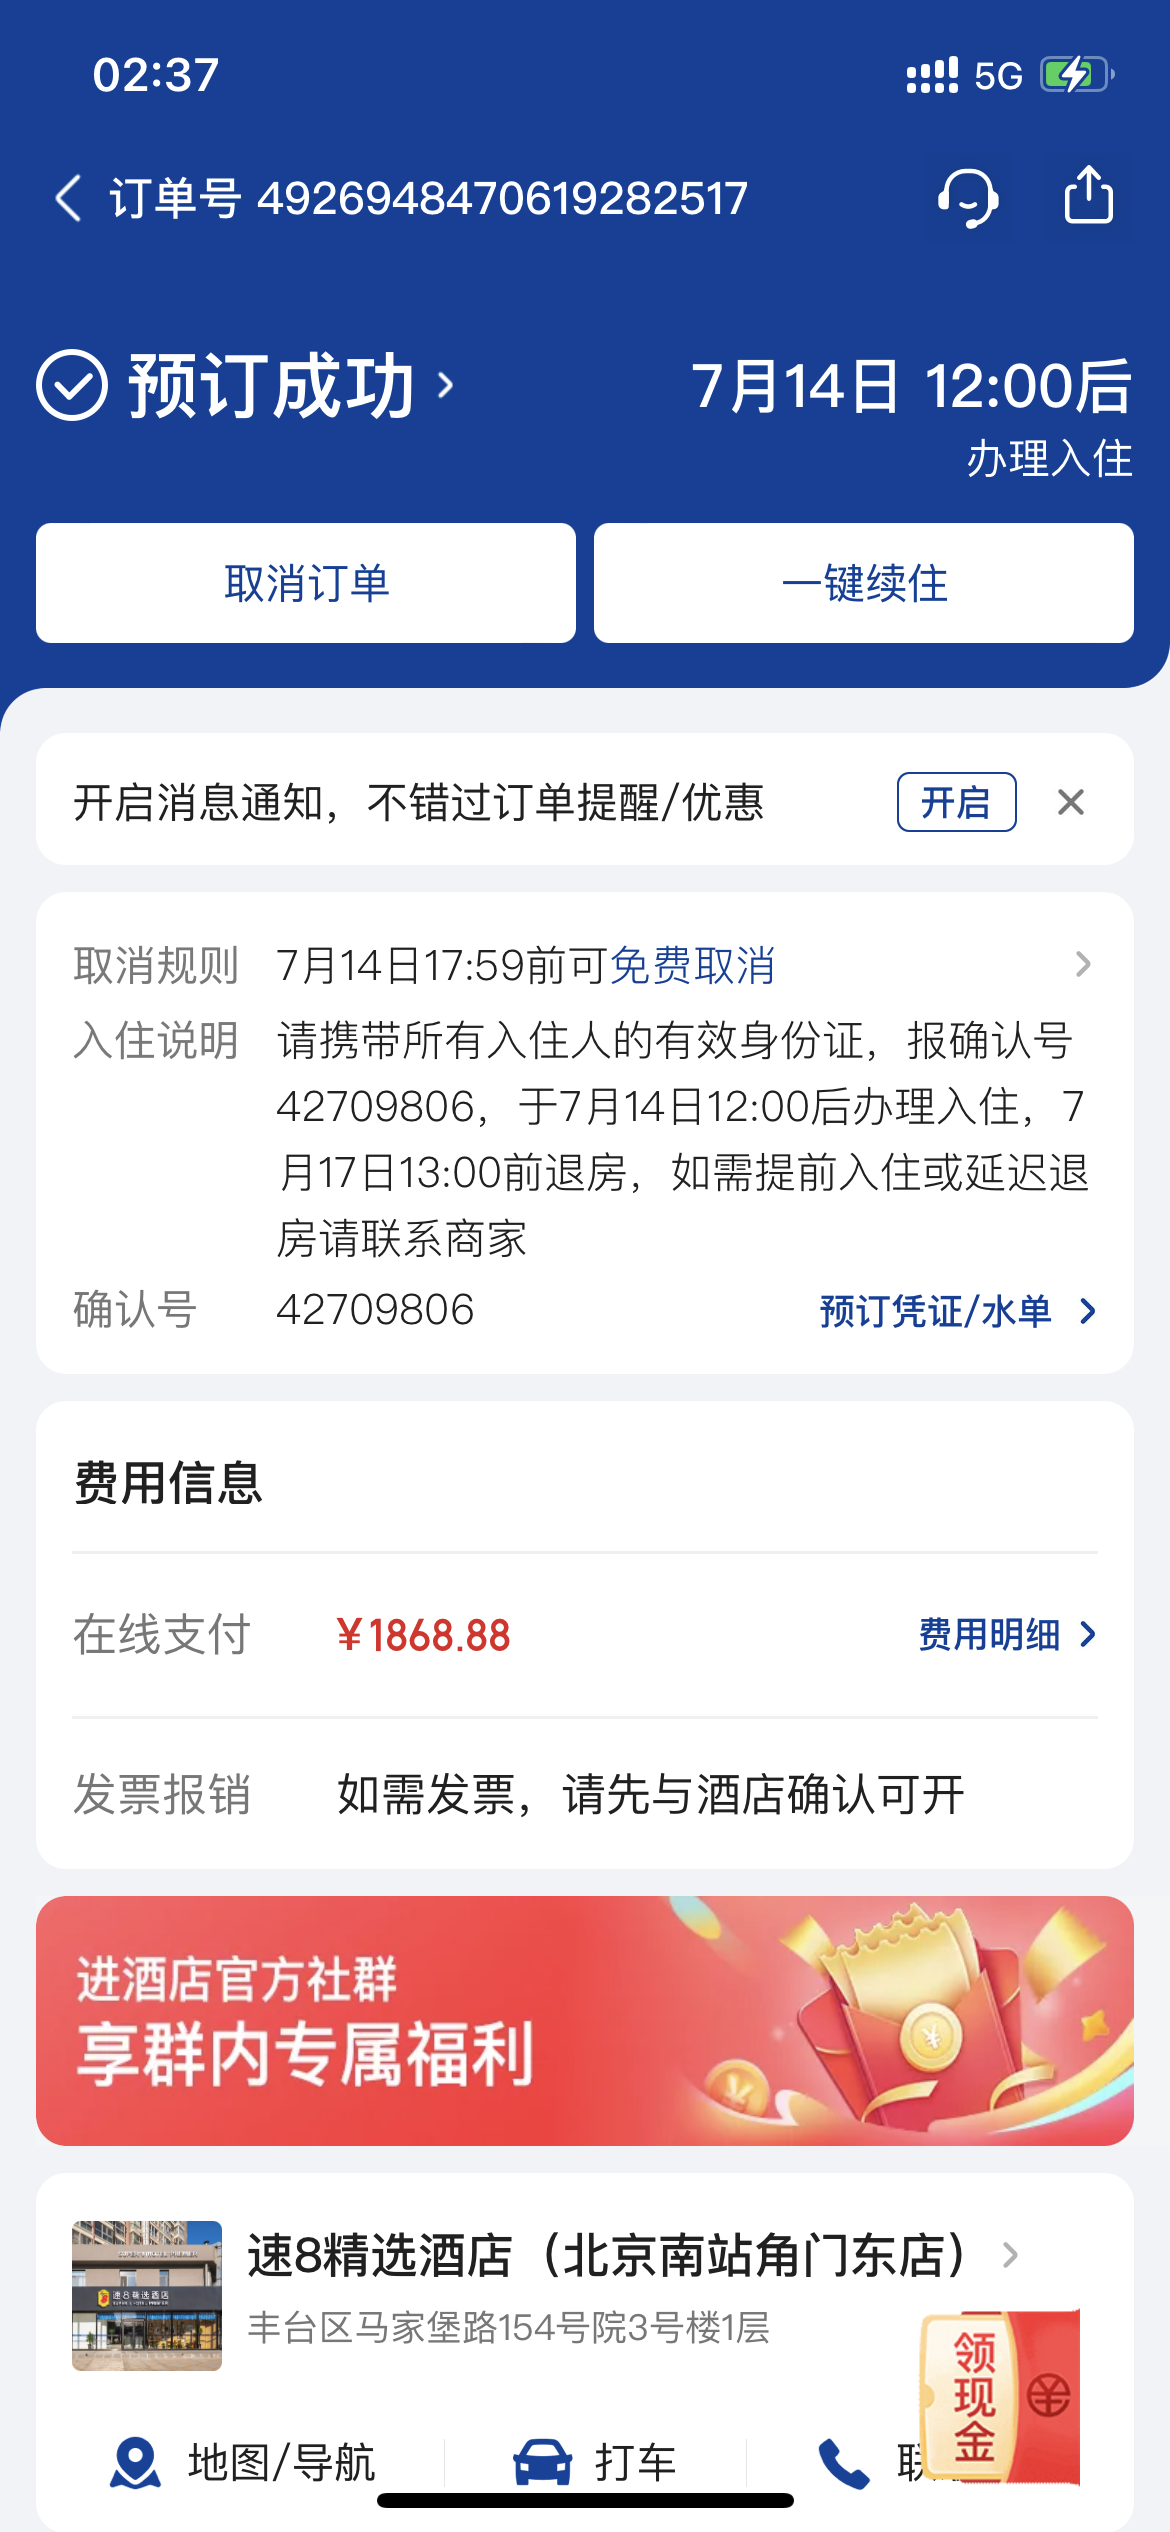 02:37
5G
订单号 4926948470619282517
预订成功
7月14日 12:00后
办理入住
取消订单
一键续住
开启消息通知，不错过订单提醒/优惠
开启
取消规则 7月14日17:59前可免费取消
入住说明 请携带所有入住人的有效身份证，报确认号
42709806，于7月14日12:00后办理入住，7
月17日13:00前退房，如需提前入住或延迟退
房请联系商家
确认号 42709806 预订凭证/水单
费用信息
在线支付 ¥1868.88 费用明细
发票报销 如需发票，请先与酒店确认可开
进酒店官方社群
享群内专属福利
速8精选酒店（北京南站角门东店）
速8精选酒店
丰台区马家堡路154号院3号楼1层
领现金
地图/导航 打车 联